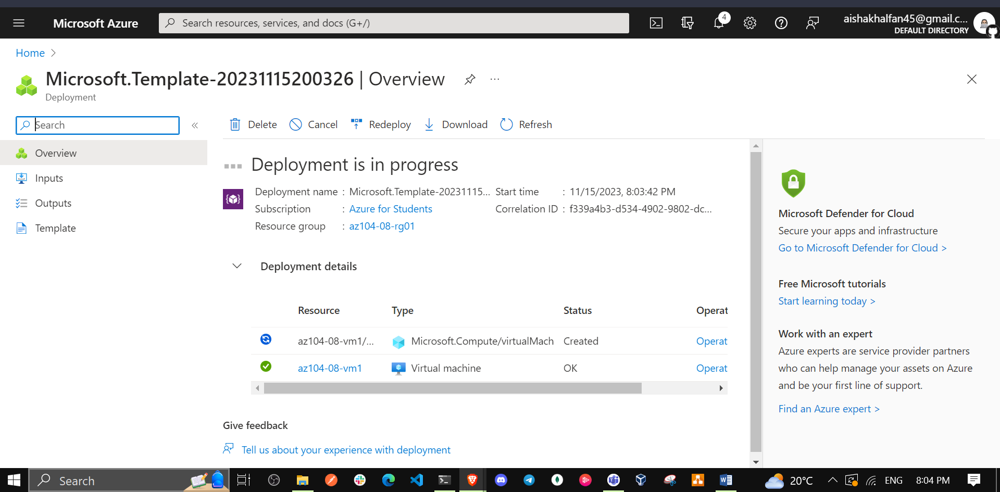 Microsoft Azure
Search resources, services, and docs (G+/)
4
aishakhalfan45@gmail.c...
DEFAULT DIRECTORY
Home
Microsoft.Template-20231115200326 | Overview
...
Deployment
Search
«
Delete
Cancel
Redeploy
Download
Refresh
Overview
Inputs
Outputs
Template
Deployment is in progress
Deployment name : Microsoft.Template-20231115...
Start time : 11/15/2023, 8:03:42 PM
Subscription : Azure for Students
Correlation ID : f339a4b3-d534-4902-9802-dc...
Resource group : az104-08-rg01
Deployment details
Resource Type Status Operat
az104-08-vm1/... Microsoft.Compute/virtualMach Created Operat
az104-08-vm1 Virtual machine OK Operat
Give feedback
Tell us about your experience with deployment
Microsoft Defender for Cloud
Secure your apps and infrastructure
Go to Microsoft Defender for Cloud >
Free Microsoft tutorials
Start learning today >
Work with an expert
Azure experts are service provider partners
who can help manage your assets on Azure
and be your first line of support.
Find an Azure expert >
Search
20°C
ENG
8:04 PM